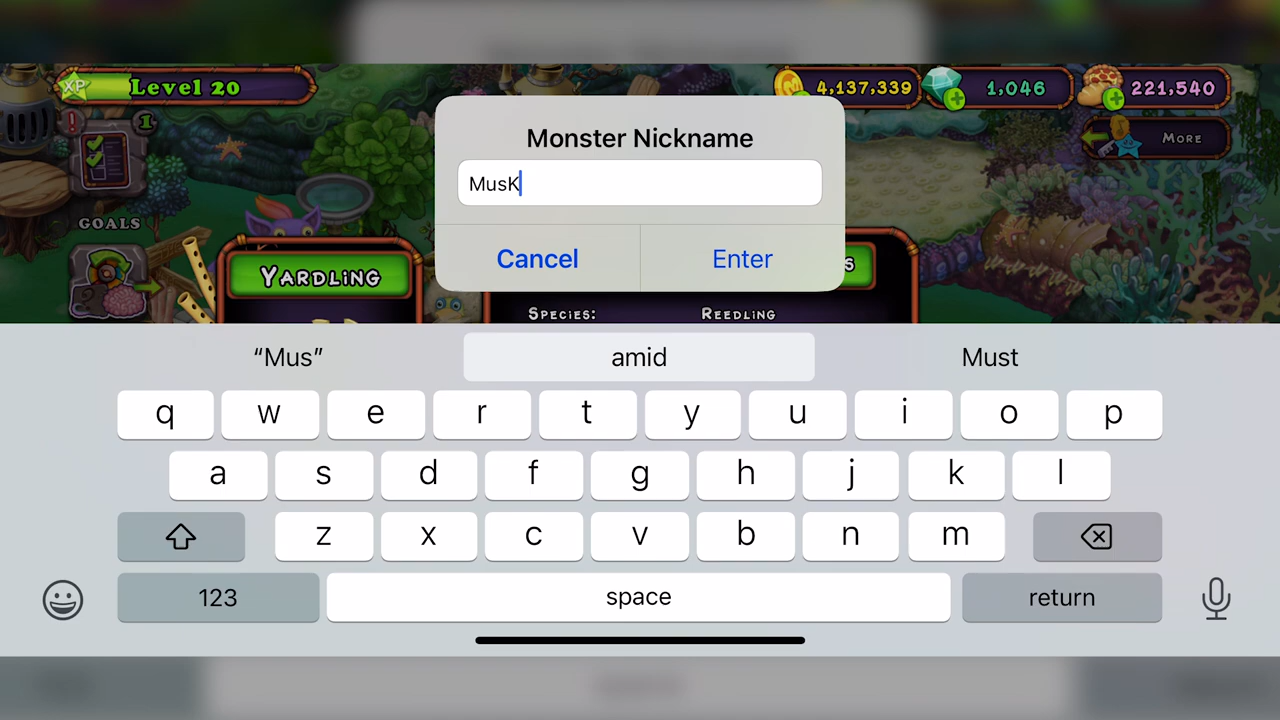 XP Level 20
4,137,339
1,046
221,540
! 1
More
Monster Nickname
MusK
Cancel
Enter
GOALS
Yardling
S
Species:
Reedling
“Mus”
amid
Must
q w e r t y u i o p
a s d f g h j k l
z x c v b n m
123
space
return